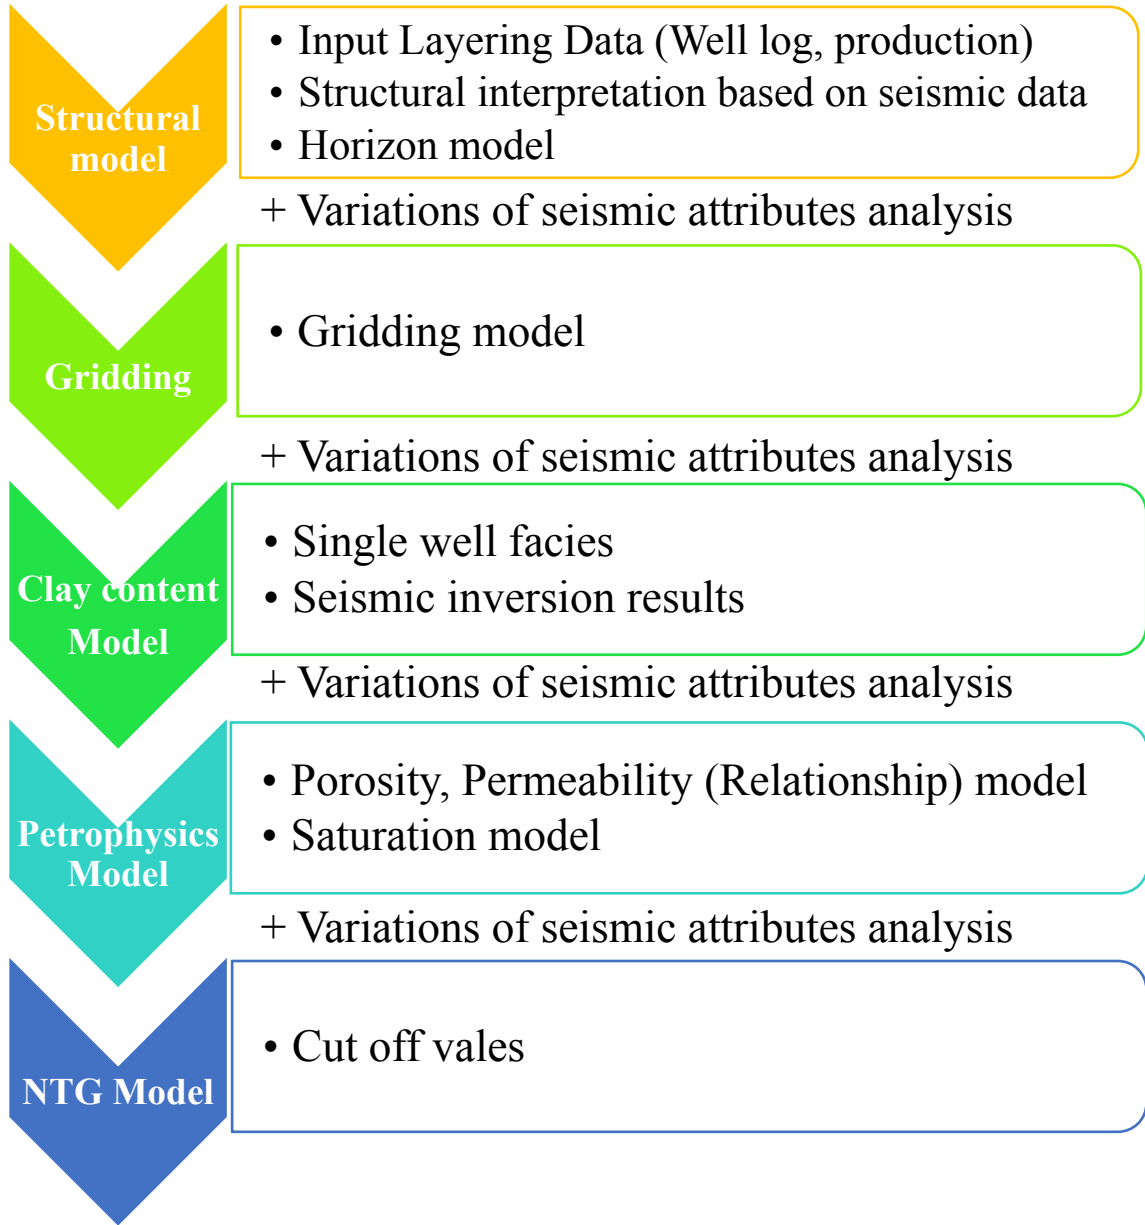 Structural
model
• Input Layering Data (Well log, production)
• Structural interpretation based on seismic data
• Horizon model
+ Variations of seismic attributes analysis
Gridding
• Gridding model
+ Variations of seismic attributes analysis
Clay content
Model
• Single well facies
• Seismic inversion results
+ Variations of seismic attributes analysis
Petrophysics
Model
• Porosity, Permeability (Relationship) model
• Saturation model
+ Variations of seismic attributes analysis
NTG Model
• Cut off vales